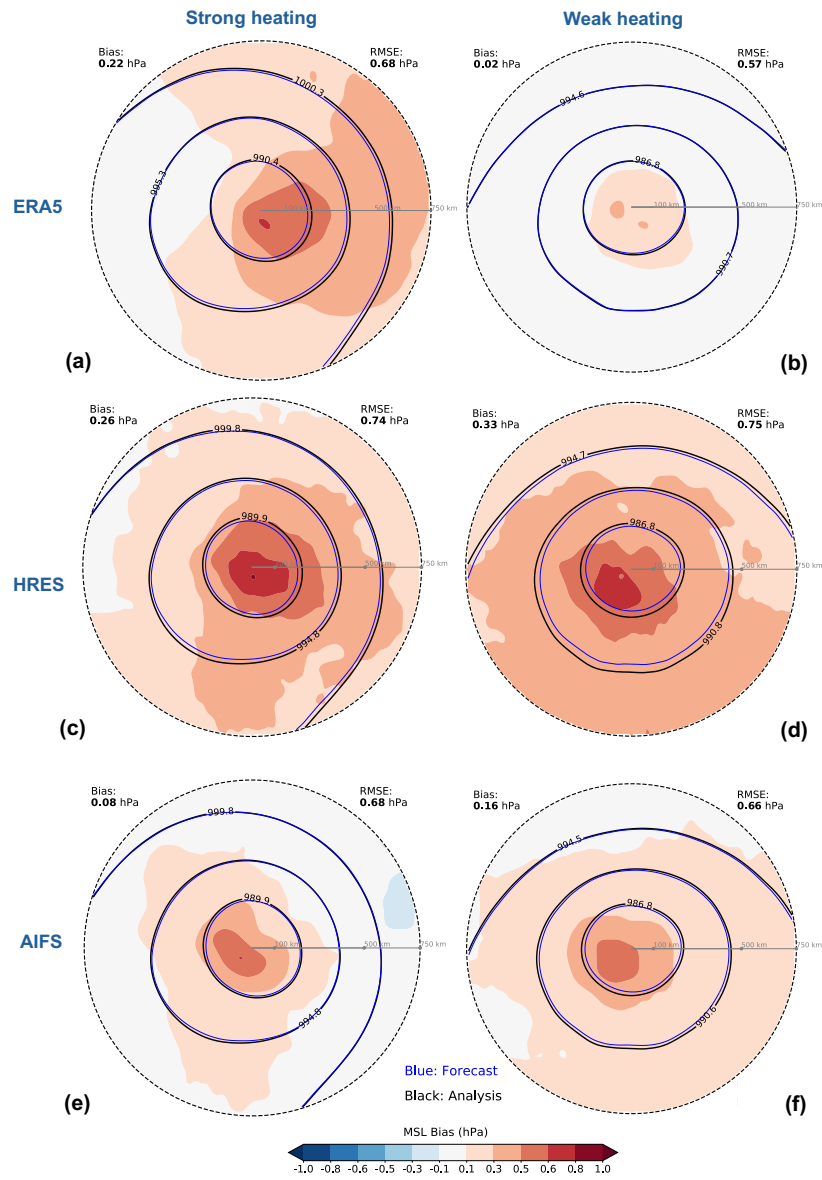 Strong heating
Weak heating
Bias:
0.22 hPa
RMSE:
0.68 hPa
1000.3
990.4
995.3
500 km
750 km
ERA5
(a)
Bias:
0.02 hPa
RMSE:
0.57 hPa
994.6
986.8
100 km
500 km
750 km
990.7
(b)
Bias:
0.26 hPa
RMSE:
0.74 hPa
999.8
989.9
500 km
750 km
994.8
HRES
(c)
Bias:
0.33 hPa
RMSE:
0.75 hPa
994.7
986.8
100 km
500 km
750 km
990.8
(d)
Bias:
0.08 hPa
RMSE:
0.68 hPa
999.8
989.9
100 km
500 km
750 km
994.8
AIFS
(e)
Bias:
0.16 hPa
RMSE:
0.66 hPa
994.5
986.8
100 km
500 km
750 km
990.6
(f)
Blue: Forecast
Black: Analysis
MSL Bias (hPa)
-1.0 -0.8 -0.6 -0.5 -0.3 -0.1 0.1 0.3 0.5 0.6 0.8 1.0